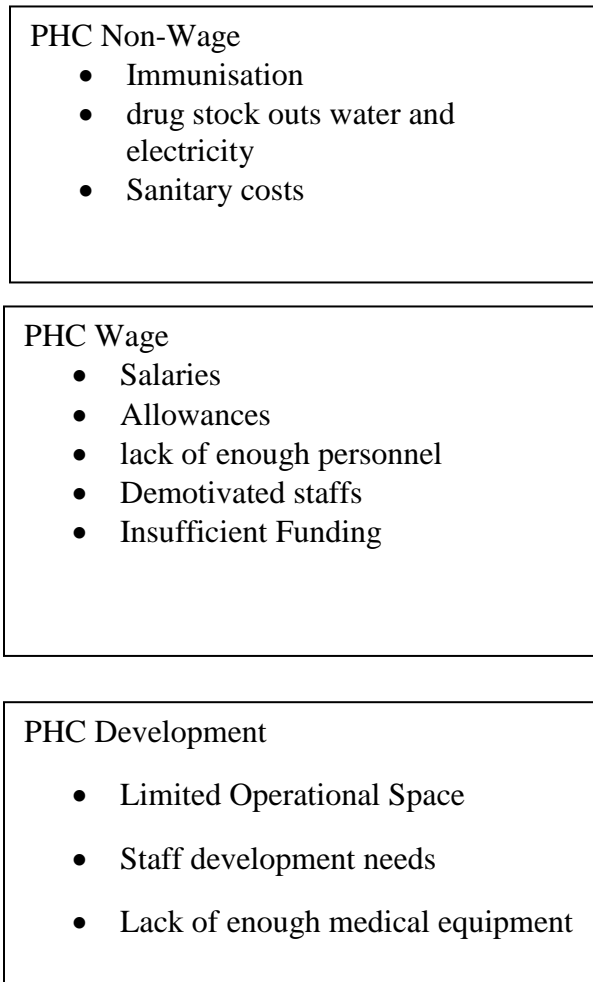 PHC Non-Wage
• Immunisation
• drug stock outs water and
electricity
• Sanitary costs
PHC Wage
• Salaries
• Allowances
• lack of enough personnel
• Demotivated staffs
• Insufficient Funding
PHC Development
• Limited Operational Space
• Staff development needs
• Lack of enough medical equipment